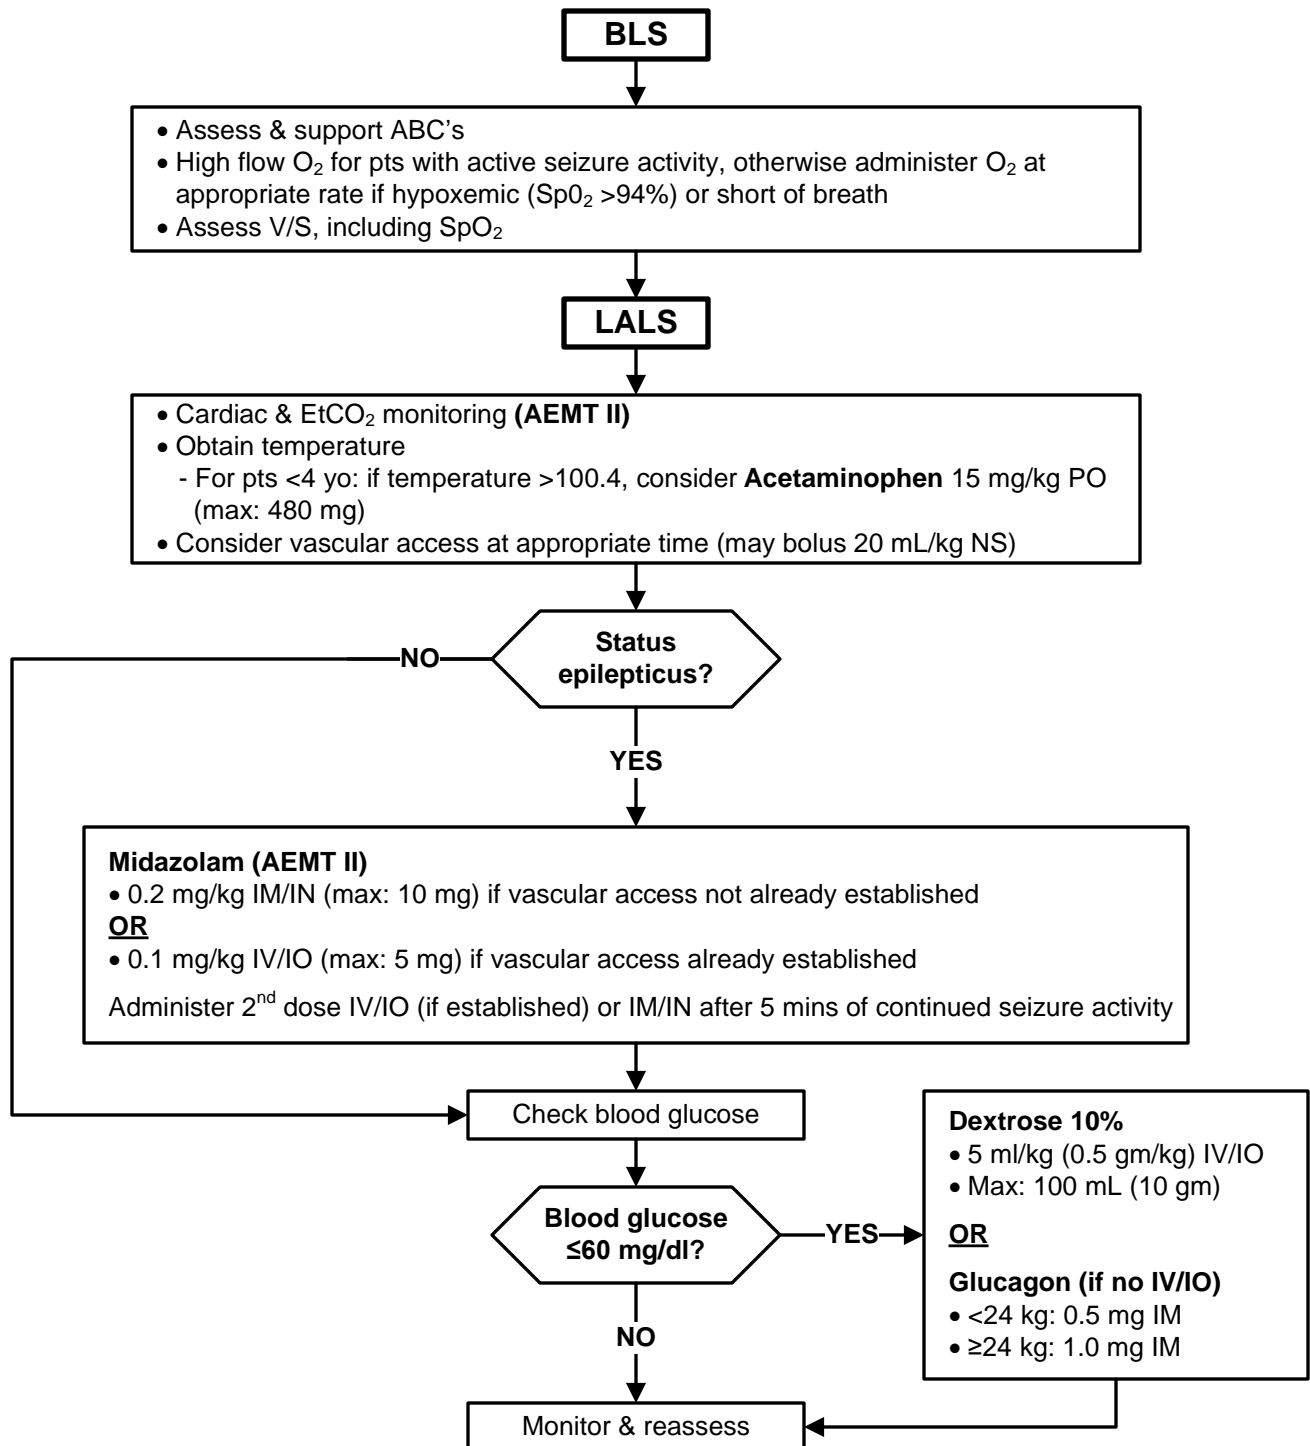 BLS
• Assess & support ABC’s
• High flow O₂ for pts with active seizure activity, otherwise administer O₂ at
appropriate rate if hypoxemic (Sp0₂ >94%) or short of breath
• Assess V/S, including SpO₂
LALS
• Cardiac & EtCO₂ monitoring (AEMT II)
• Obtain temperature
- For pts <4 yo: if temperature >100.4, consider Acetaminophen 15 mg/kg PO
(max: 480 mg)
• Consider vascular access at appropriate time (may bolus 20 mL/kg NS)
Status
epilepticus?
NO
YES
Midazolam (AEMT II)
• 0.2 mg/kg IM/IN (max: 10 mg) if vascular access not already established
OR
• 0.1 mg/kg IV/IO (max: 5 mg) if vascular access already established
Administer 2nd dose IV/IO (if established) or IM/IN after 5 mins of continued seizure activity
Check blood glucose
Blood glucose
≤60 mg/dl?
YES
Dextrose 10%
• 5 ml/kg (0.5 gm/kg) IV/IO
• Max: 100 mL (10 gm)
OR
Glucagon (if no IV/IO)
• <24 kg: 0.5 mg IM
• ≥24 kg: 1.0 mg IM
NO
Monitor & reassess